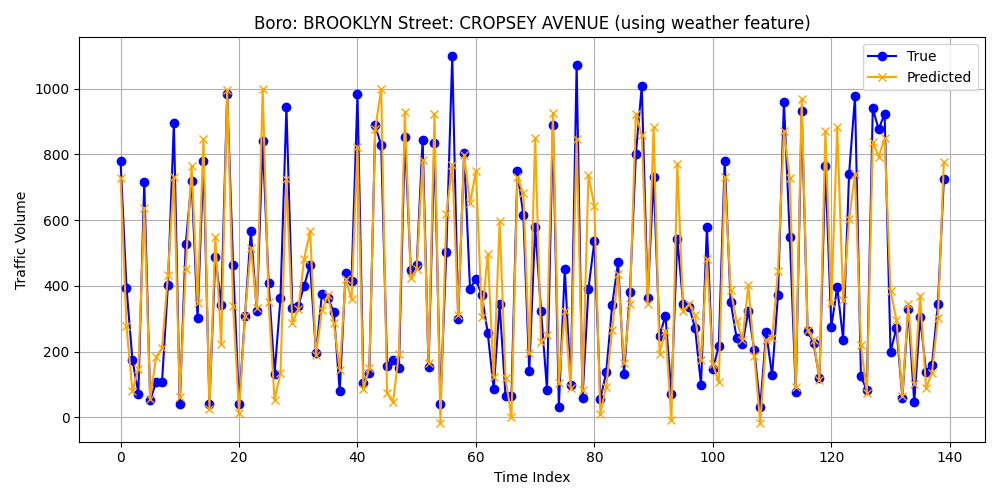 Boro: BROOKLYN Street: CROPSEY AVENUE (using weather feature)
True
Predicted
Traffic Volume
1000
800
600
400
200
0
0 20 40 60 80 100 120 140
Time Index